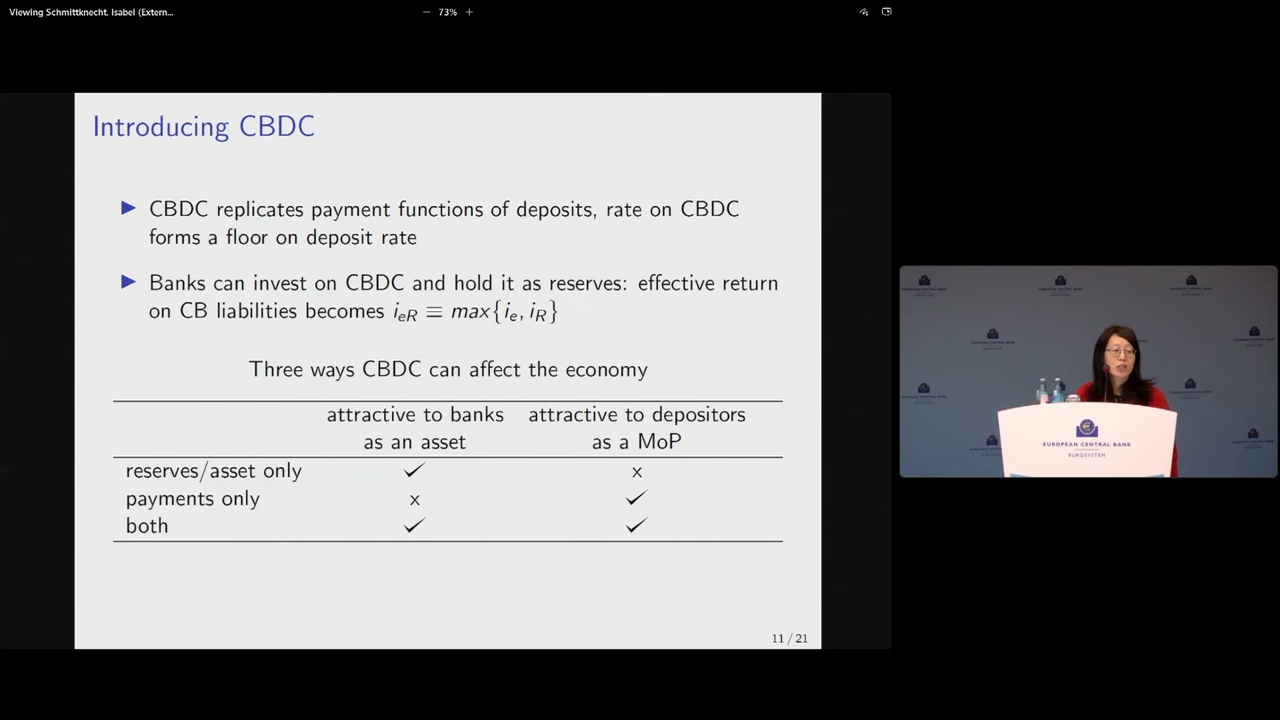 Viewing Schmittknecht, Isabel (Extern...
− 73% +
Introducing CBDC
▶ CBDC replicates payment functions of deposits, rate on CBDC
forms a floor on deposit rate
▶ Banks can invest on CBDC and hold it as reserves: effective return
on CB liabilities becomes i_eR ≡ max{i_e, i_R}
Three ways CBDC can affect the economy
attractive to banks attractive to depositors
as an asset as a MoP
reserves/asset only ✓ x
payments only x ✓
both ✓ ✓
11 / 21
EUROPEAN CENTRAL BANK
EUROSYSTEM